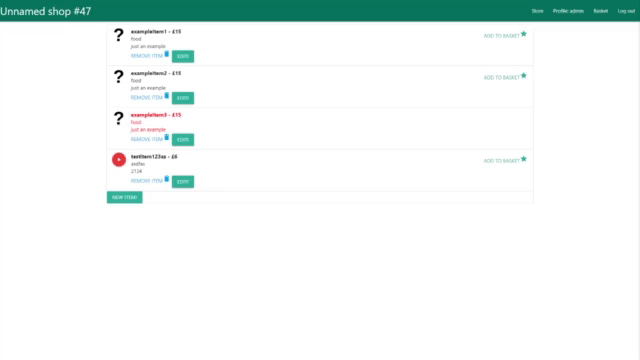 Unnamed shop #47
Store Profile: admin Basket Log out
exampleItem1 - £15
food
just an example
REMOVE ITEM EDIT!
ADD TO BASKET
exampleItem2 - £15
food
just an example
REMOVE ITEM EDIT!
ADD TO BASKET
exampleItem3 - £15
food
just an example
REMOVE ITEM EDIT!
testItem123as - £6
ADD TO BASKET
REMOVE ITEM EDIT!
NEW ITEM!